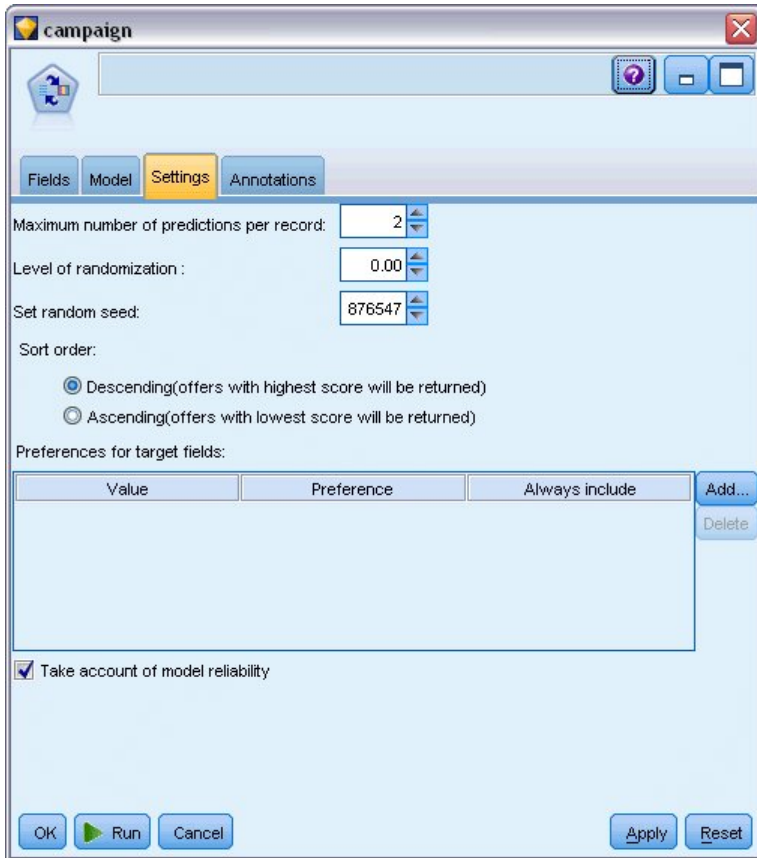 campaign
Fields Model Settings Annotations
Maximum number of predictions per record: 2
Level of randomization : 0.00
Set random seed: 876547
Sort order:
Descending(offers with highest score will be returned)
Ascending(offers with lowest score will be returned)
Preferences for target fields:
Value Preference Always include Add...
Delete
Take account of model reliability
OK Run Cancel Apply Reset